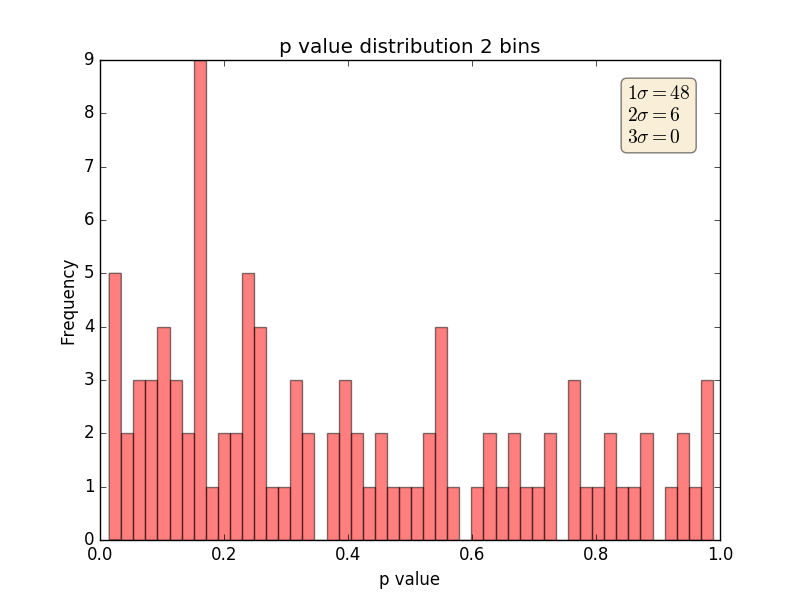 p value distribution 2 bins
9
8
7
6
5
4
3
2
1
0
Frequency
1σ = 48
2σ = 6
3σ = 0
0.0 0.2 0.4 0.6 0.8 1.0
p value